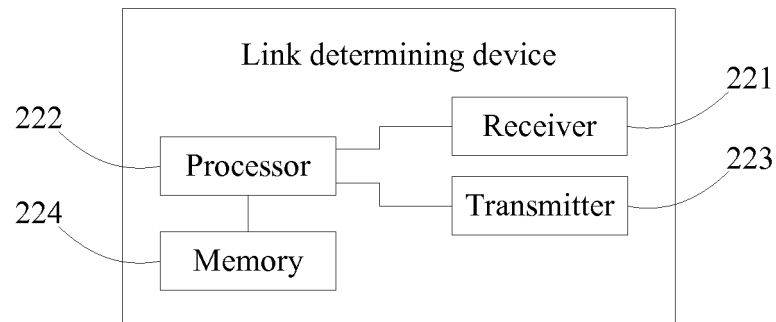 Link determining device
221
222
Receiver
Processor
223
224
Transmitter
Memory